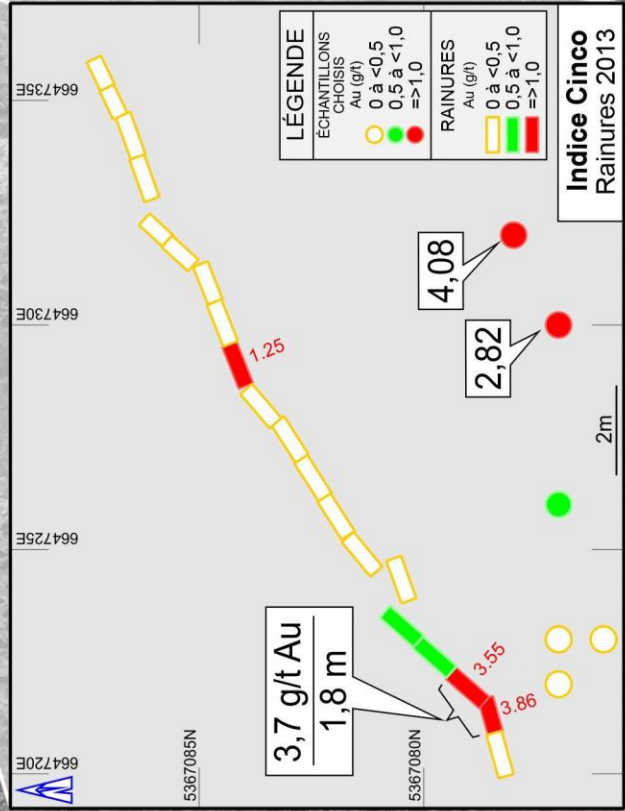 664720E
664725E
664730E
664735E
5367085N
5367080N
3,7 g/t Au
1,8 m
3.55
3.86
1.25
4,08
2,82
2m
LÉGENDE
ÉCHANTILLONS
CHOISIS
Au (g/t)
0 à <0,5
0,5 à <1,0
=>1,0
RAINURES
Au (g/t)
0 à <0,5
0,5 à <1,0
=>1,0
Indice Cinco
Rainures 2013